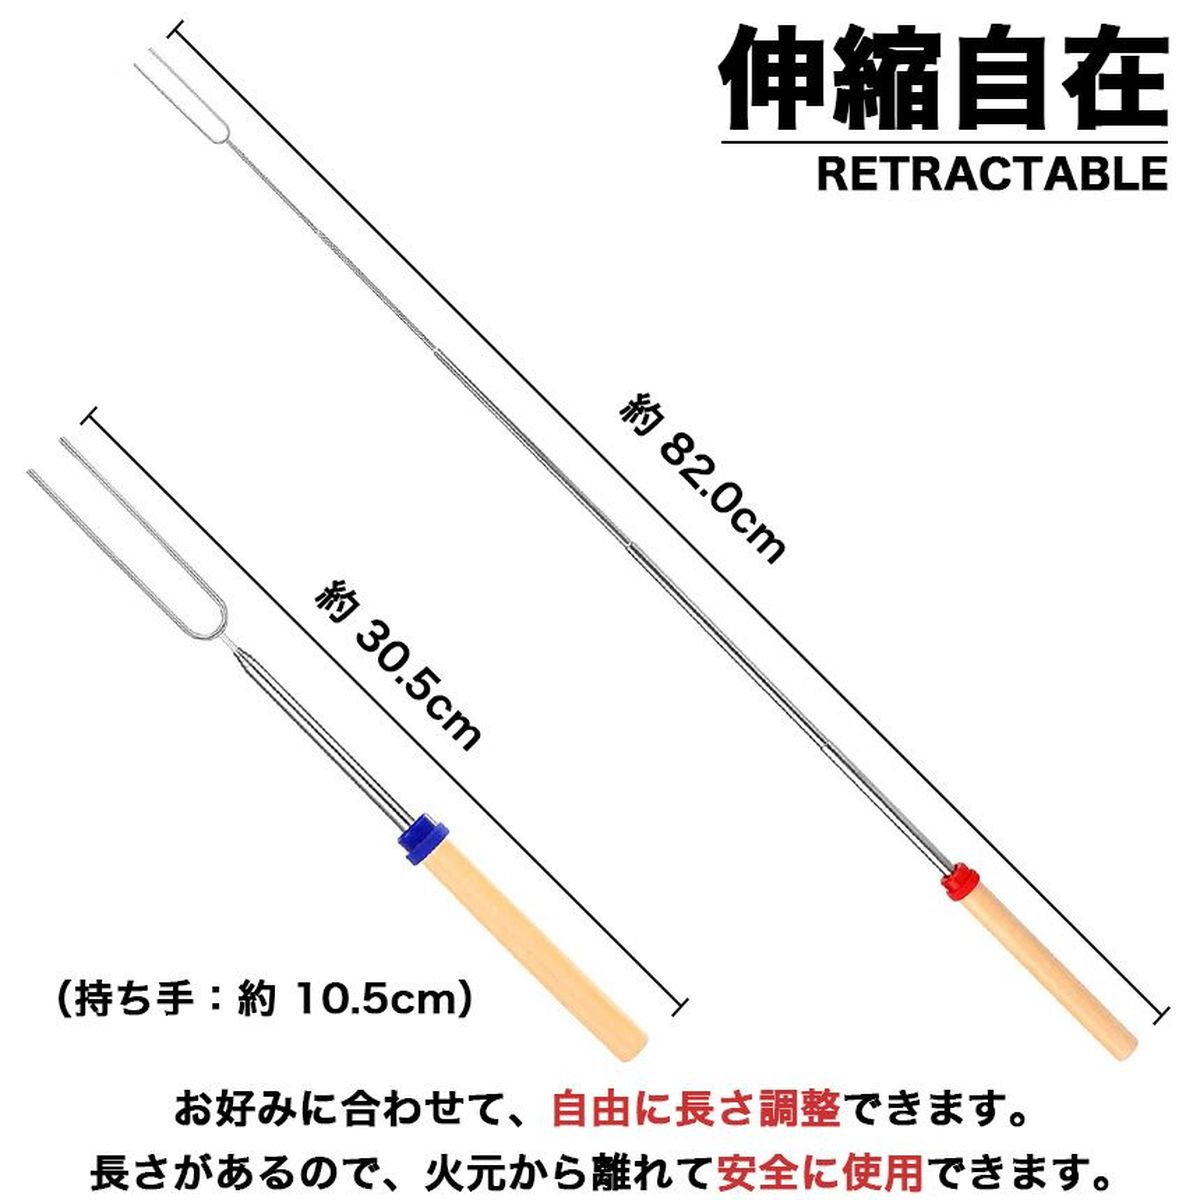 伸縮自在
RETRACTABLE
約 82.0cm
約 30.5cm
（持ち手：約 10.5cm）
お好みに合わせて、自由に長さ調整できます。
長さがあるので、火元から離れて安全に使用できます。